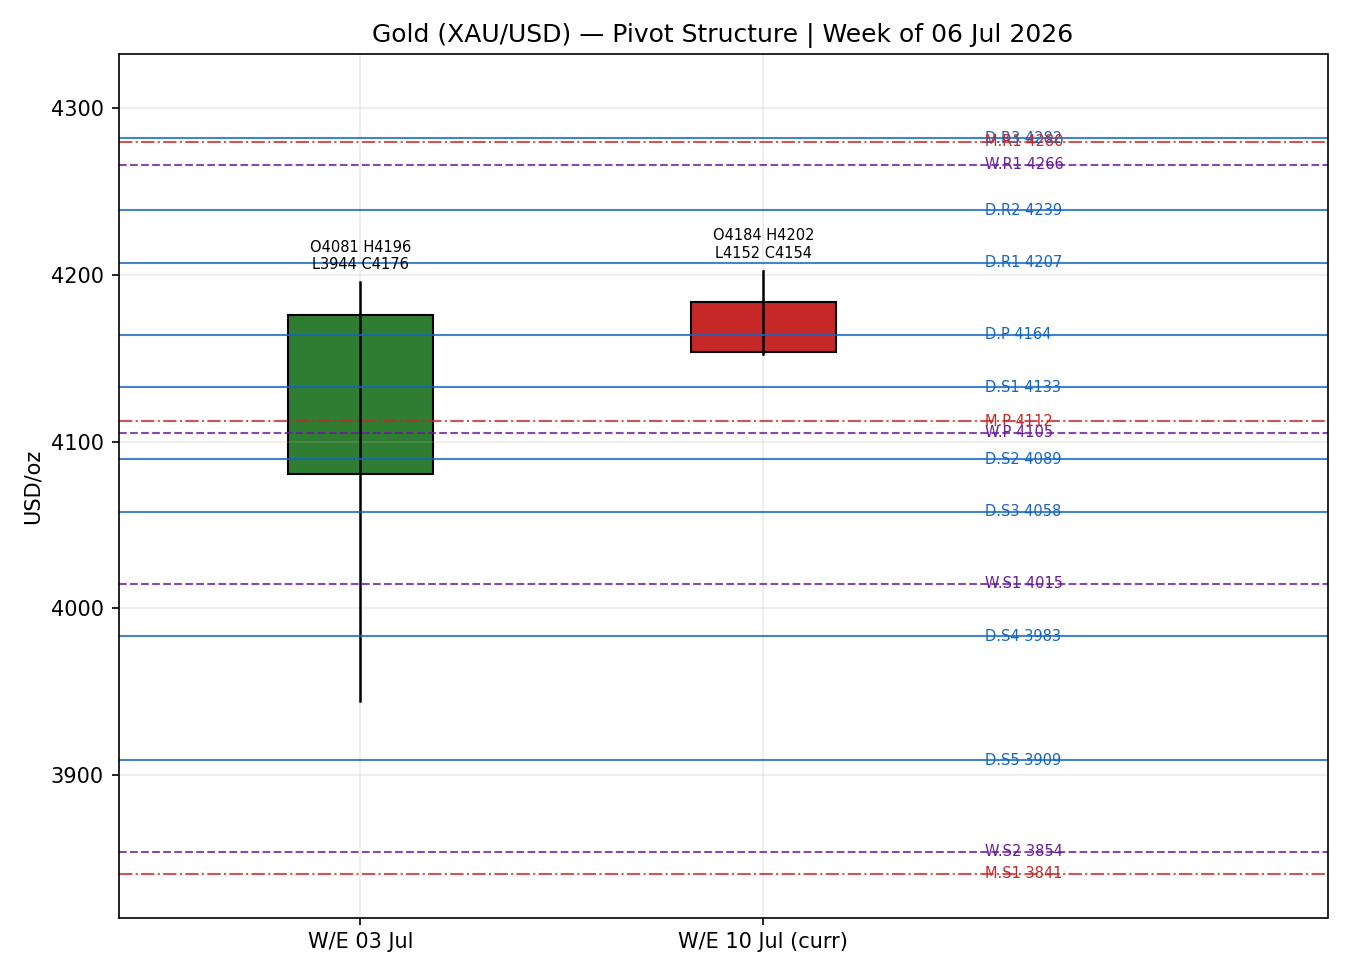 Gold (XAU/USD) — Pivot Structure | Week of 06 Jul 2026
USD/oz
4300
4200
4100
4000
3900
O4081 H4196
L3944 C4176
O4184 H4202
L4152 C4154
D.R3 4282
M.R1 4280
W.R1 4266
D.R2 4239
D.R1 4207
D.P 4164
D.S1 4133
M.P 4112
W.P 4105
D.S2 4089
D.S3 4058
W.S1 4015
D.S4 3983
D.S5 3909
W.S2 3854
M.S1 3841
W/E 03 Jul
W/E 10 Jul (curr)